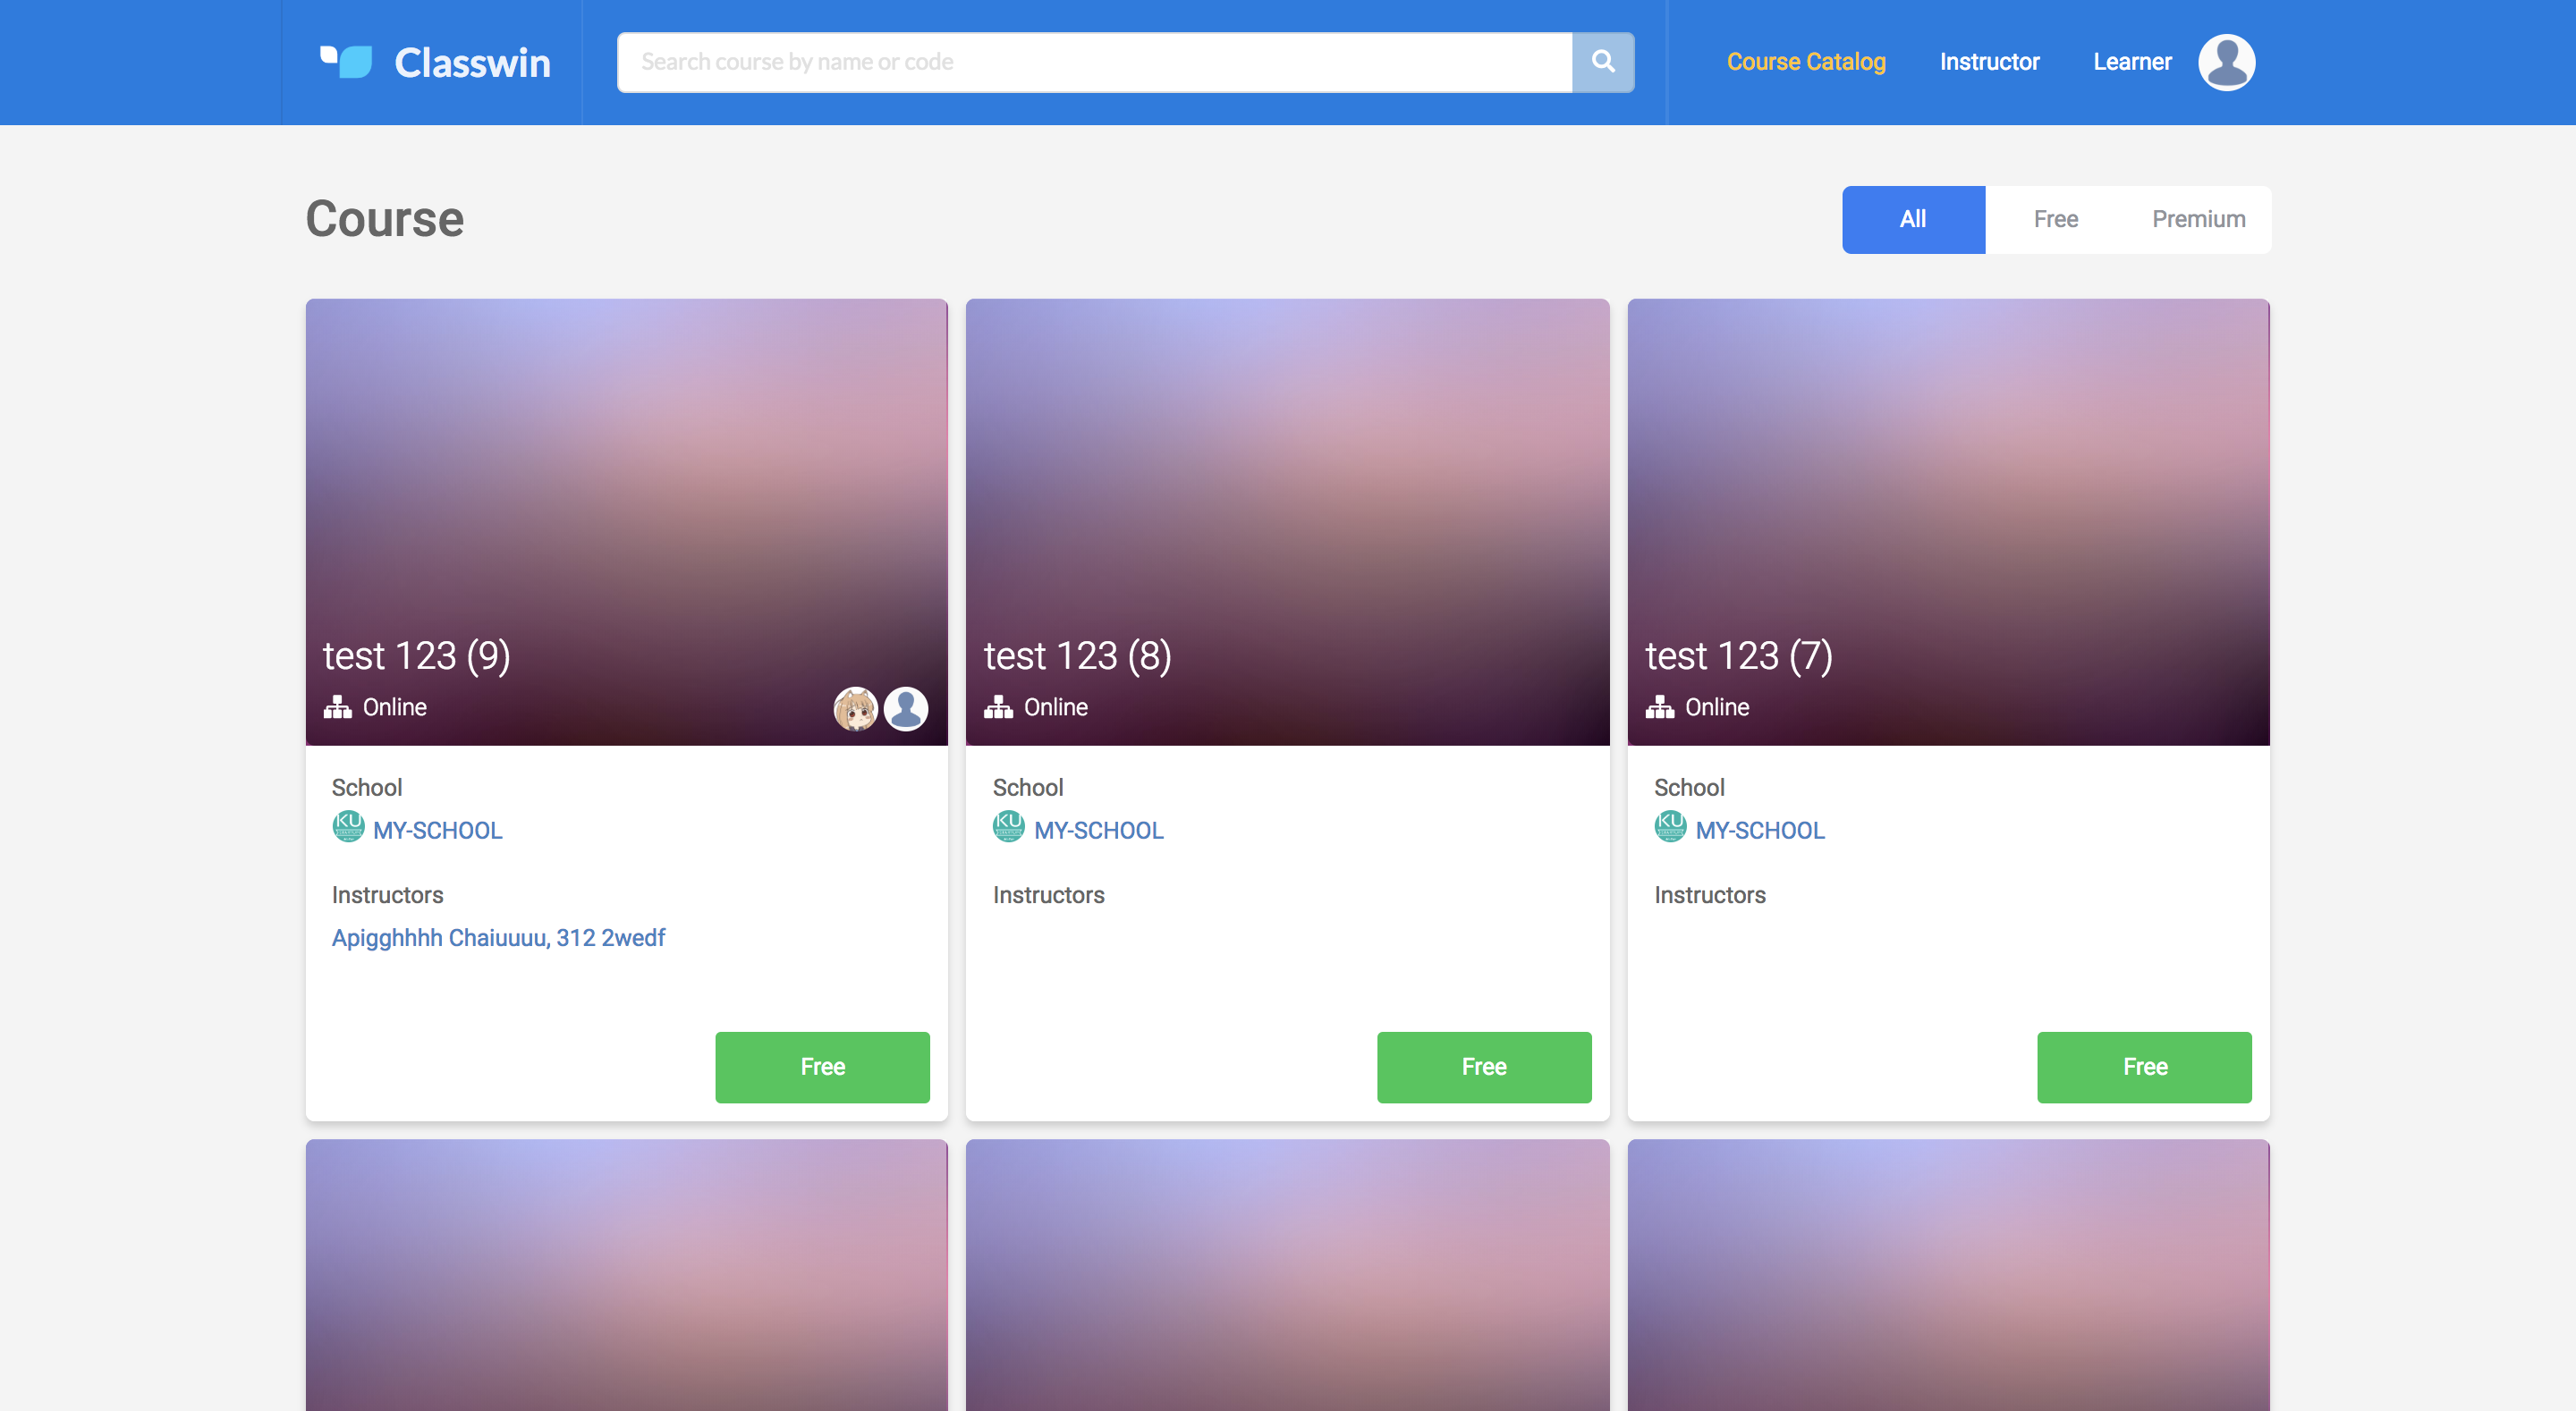 Classwin
Search course by name or code
Course Catalog
Instructor
Learner
Course
All
Free
Premium
test 123 (9)
Online
School
KU
MY-SCHOOL
Instructors
Apigghhhh Chaiuuuu, 312 2wedf
Free
test 123 (8)
Online
School
KU
MY-SCHOOL
Instructors
Free
test 123 (7)
Online
School
KU
MY-SCHOOL
Instructors
Free